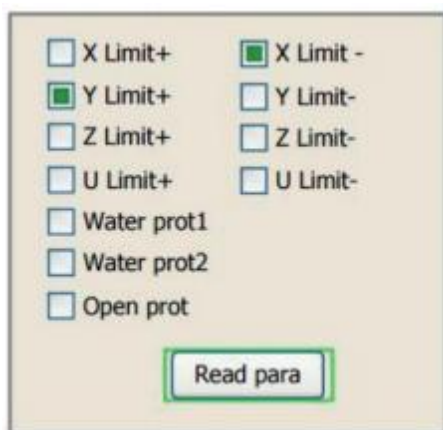 X Limit+ X Limit -
Y Limit+ Y Limit-
Z Limit+ Z Limit-
U Limit+ U Limit-
Water prot1
Water prot2
Open prot
Read para